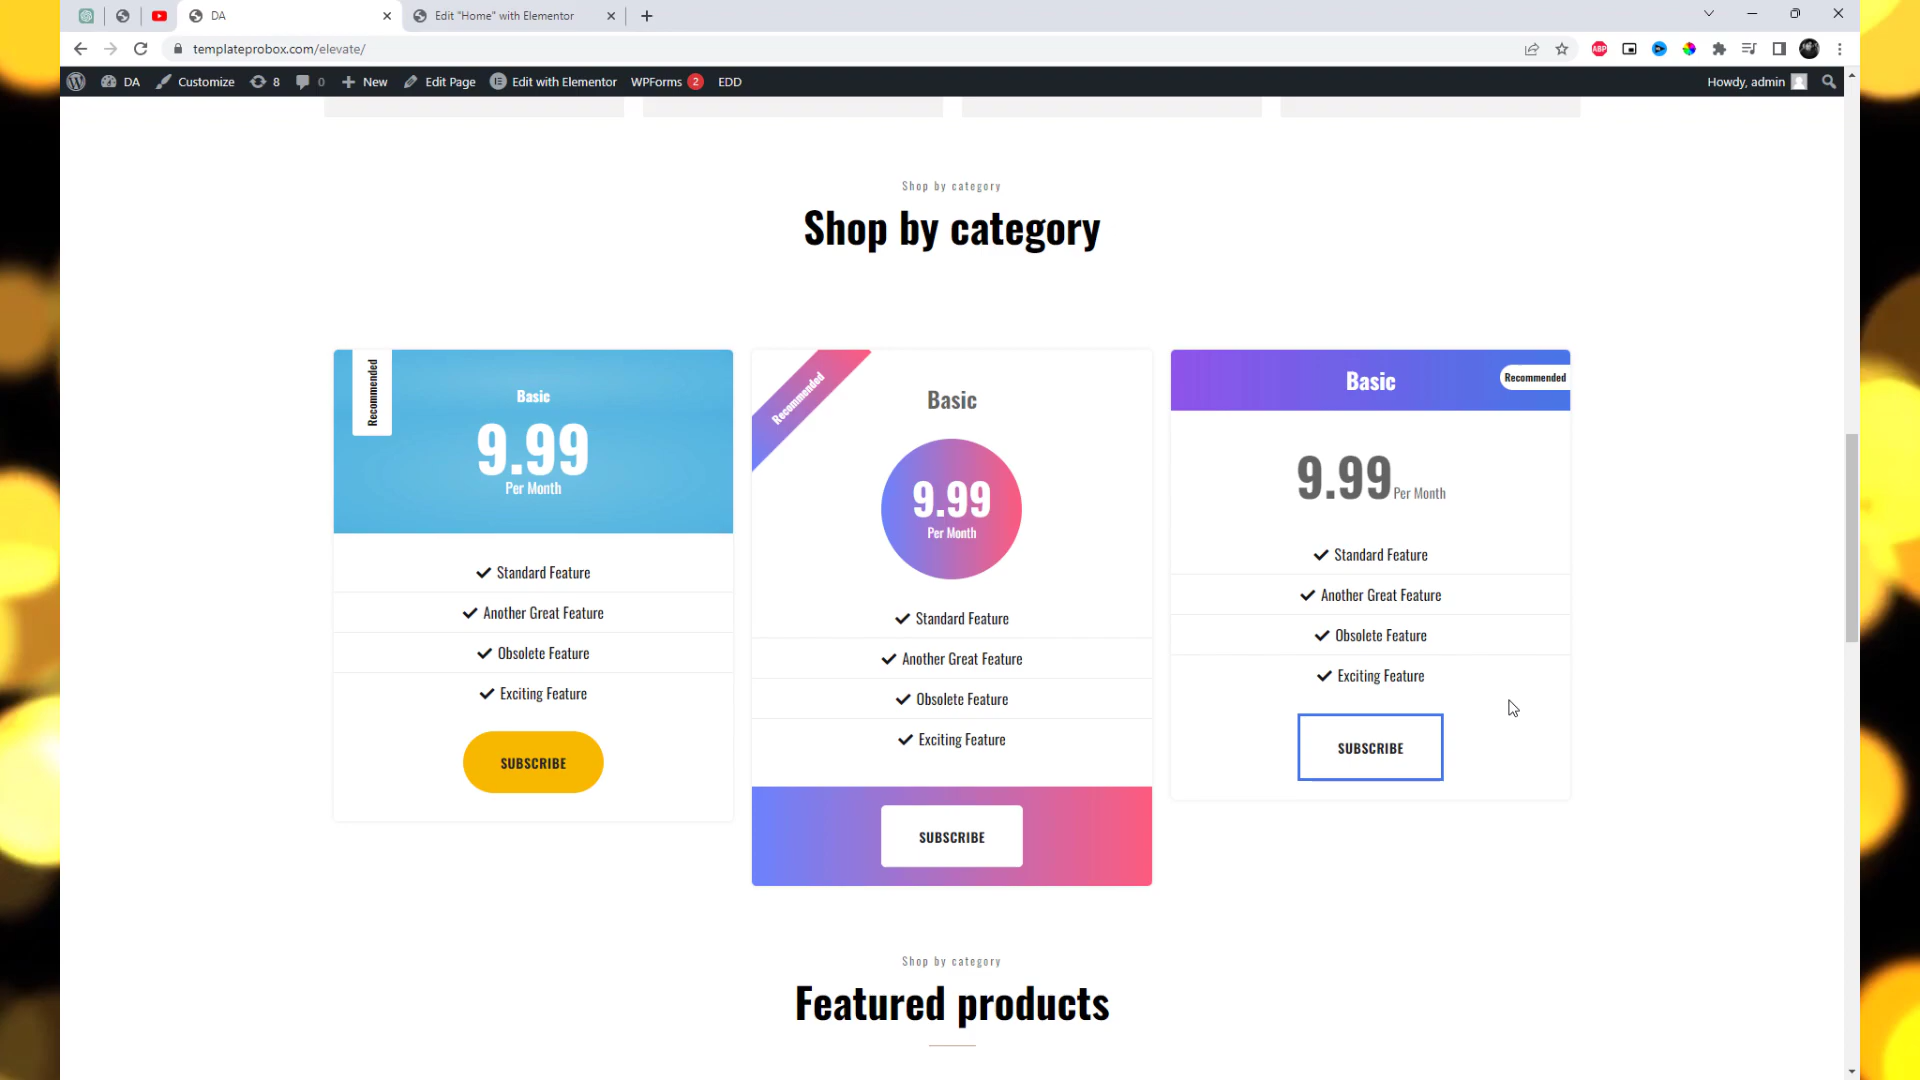 DA
Edit "Home" with Elementor
templateprobox.com/elevate/
ABP
DA
Customize
8
0
New
Edit Page
Edit with Elementor
WPForms 2
EDD
Howdy, admin
Shop by category
Shop by category
Recommended
Basic
9.99
Per Month
Standard Feature
Another Great Feature
Obsolete Feature
Exciting Feature
SUBSCRIBE
Recommended
Basic
9.99
Per Month
Standard Feature
Another Great Feature
Obsolete Feature
Exciting Feature
SUBSCRIBE
Basic
Recommended
9.99 Per Month
Standard Feature
Another Great Feature
Obsolete Feature
Exciting Feature
SUBSCRIBE
Shop by category
Featured products